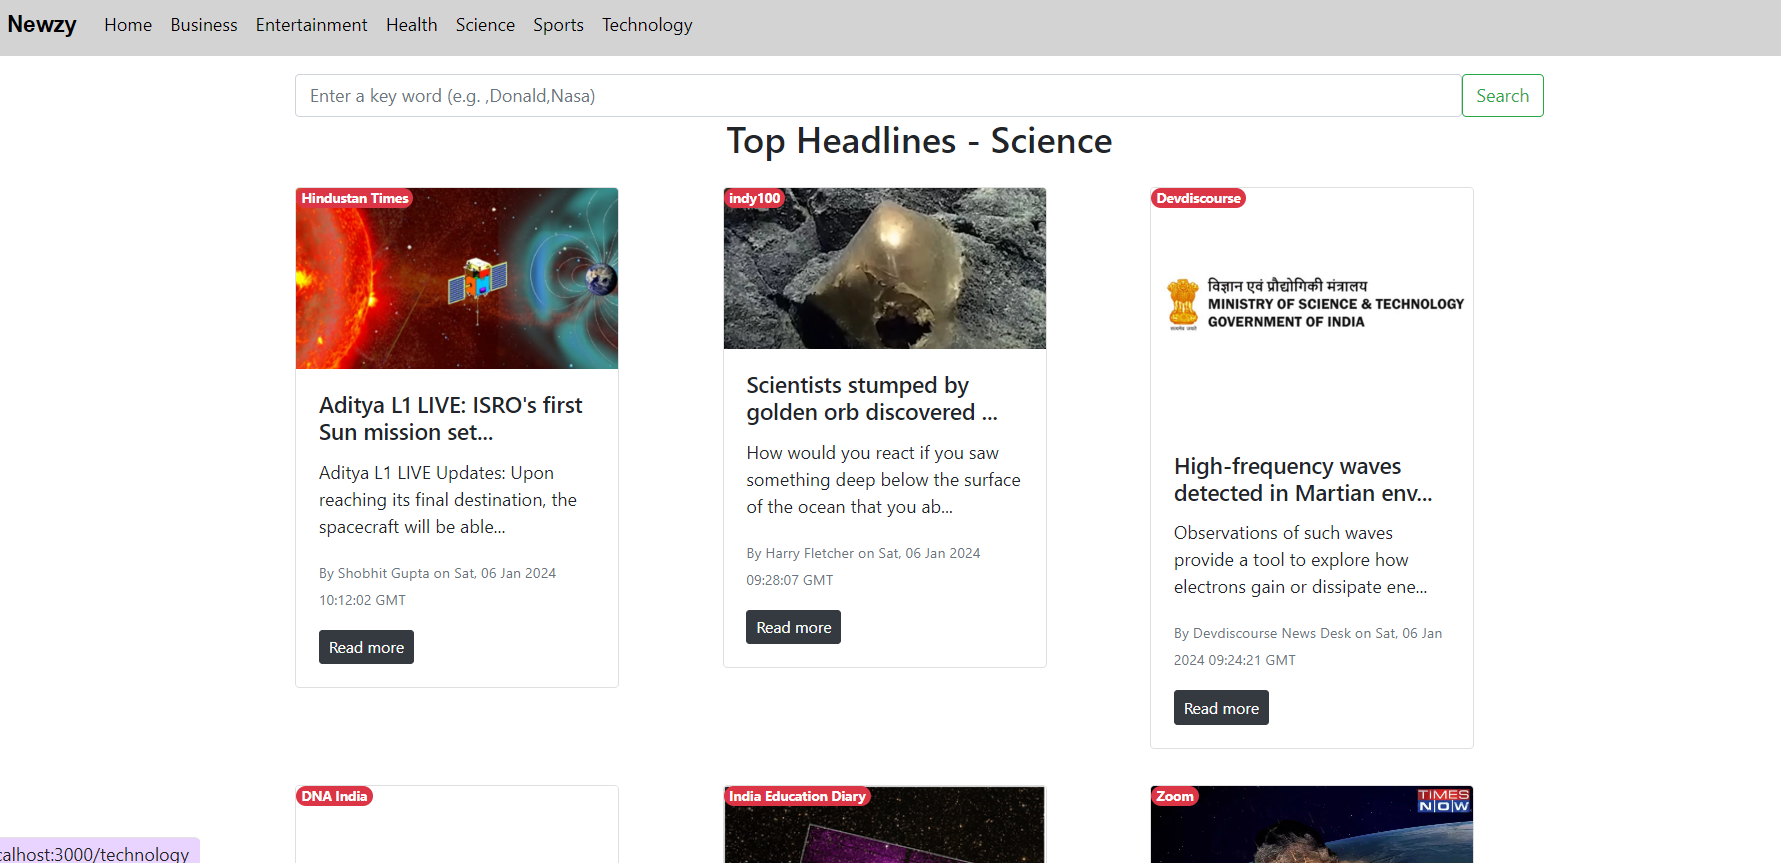 Newzy Home Business Entertainment Health Science Sports Technology
Enter a key word (e.g. ,Donald,Nasa) Search
Top Headlines - Science
Hindustan Times
Aditya L1 LIVE: ISRO's first
Sun mission set...
Aditya L1 LIVE Updates: Upon
reaching its final destination, the
spacecraft will be able...
By Shobhit Gupta on Sat, 06 Jan 2024
10:12:02 GMT
Read more
indy100
Scientists stumped by
golden orb discovered ...
How would you react if you saw
something deep below the surface
of the ocean that you ab...
By Harry Fletcher on Sat, 06 Jan 2024
09:28:07 GMT
Read more
Devdiscourse
विज्ञान एवं प्रौद्योगिकी मंत्रालय
MINISTRY OF SCIENCE & TECHNOLOGY
GOVERNMENT OF INDIA
High-frequency waves
detected in Martian env...
Observations of such waves
provide a tool to explore how
electrons gain or dissipate ene...
By Devdiscourse News Desk on Sat, 06 Jan
2024 09:24:21 GMT
Read more
DNA India
India Education Diary
Zoom
TIMES
NOW
calhost:3000/technology